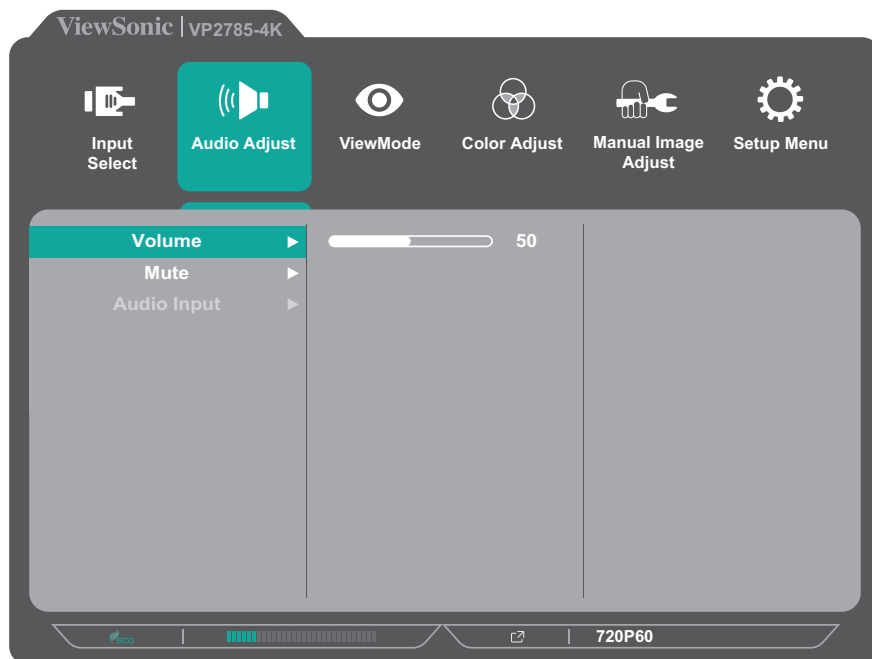 ViewSonic | VP2785-4K
Input Select
Audio Adjust
ViewMode
Color Adjust
Manual Image Adjust
Setup Menu
Volume
50
Mute
Audio Input
eco
720P60